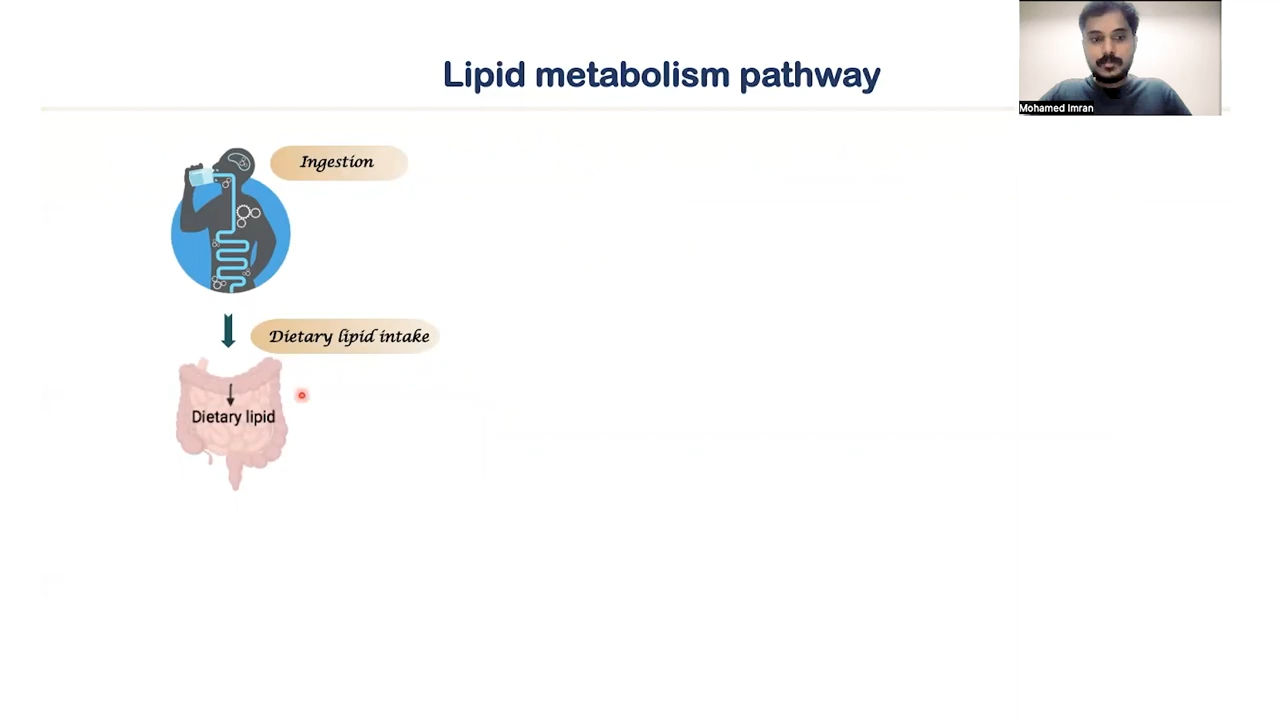 Lipid metabolism pathway
Mohamed Imran
Ingestion
Dietary lipid intake
Dietary lipid